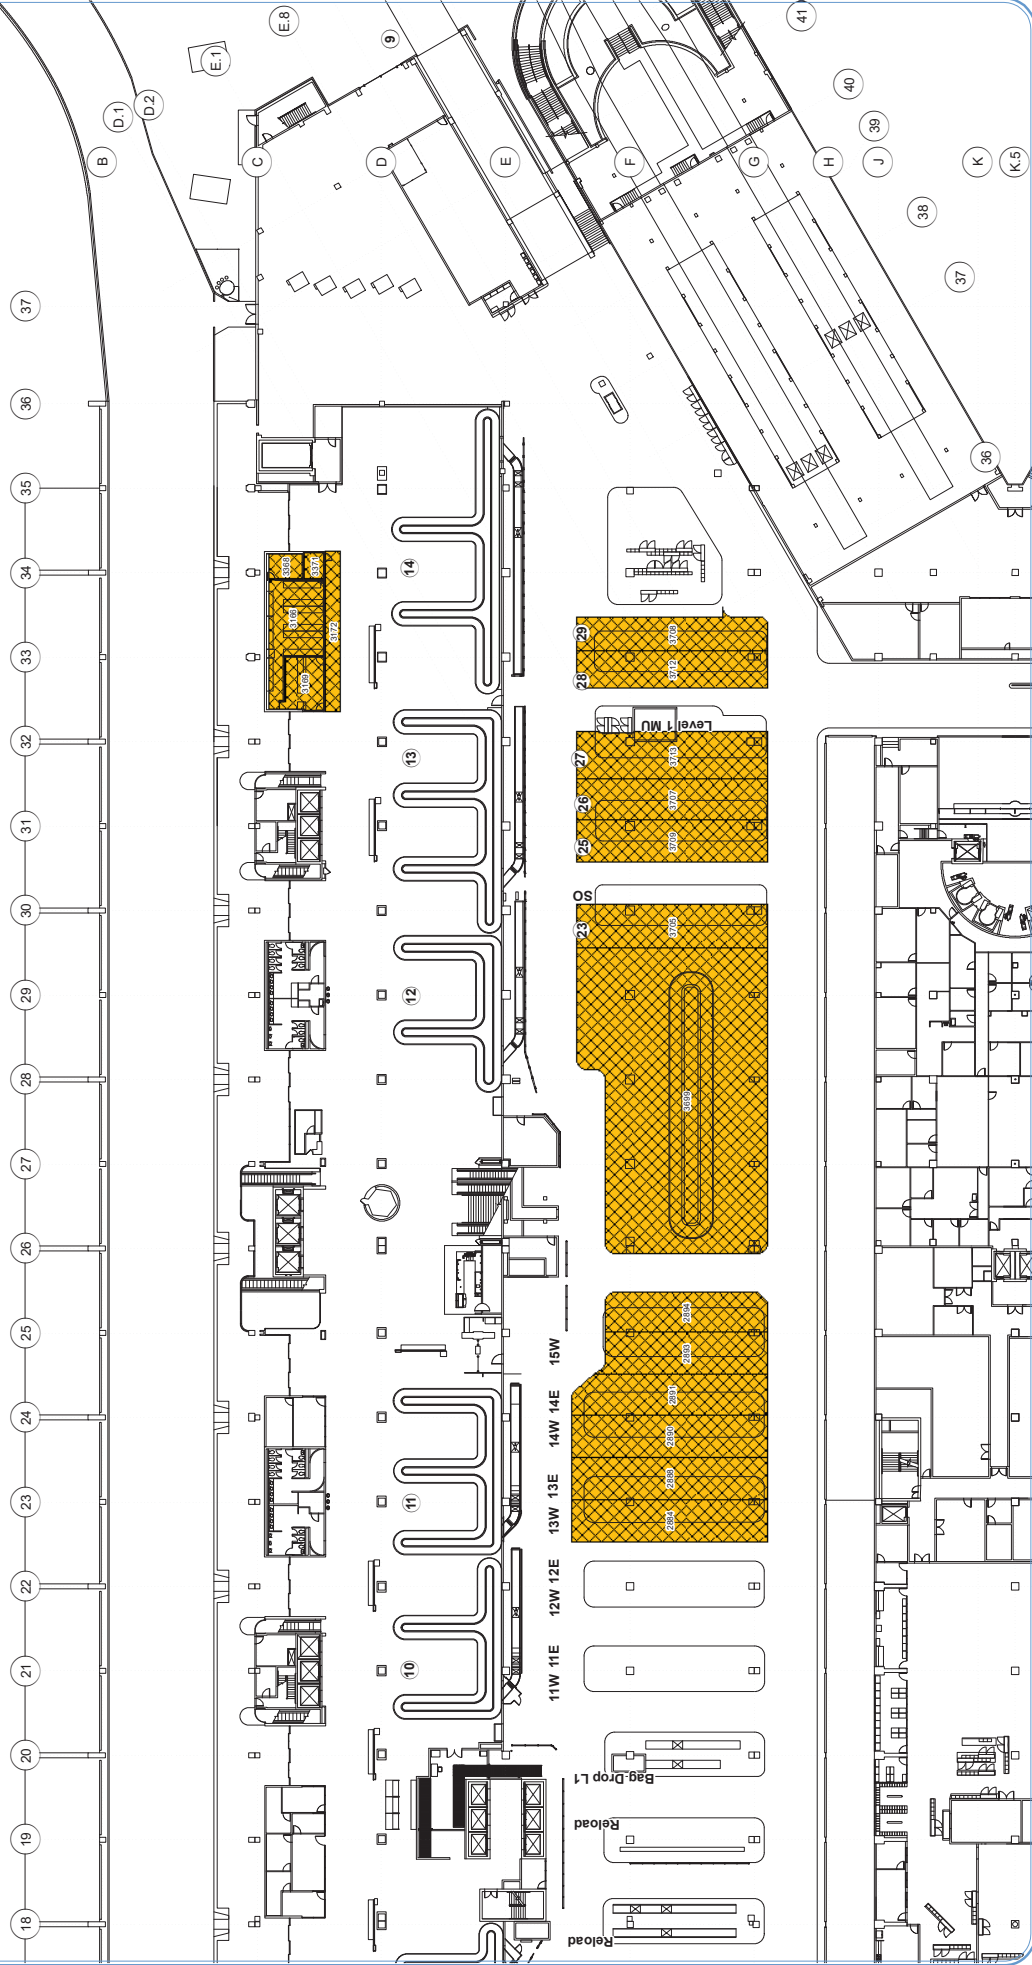 41
E.8
9
E.1
40
D.2
D.1
39
B
C
D
E
F
G
H
J
K
K.5
38
37
37
36
36
35
34
14
3368
3371
3166
3172
3169
33
29
3708
28
3712
32
Level 1 MU
13
27
3713
26
3707
31
25
3709
30
SO
23
3705
29
12
28
3699
27
26
2894
25
15W
2893
24
14W 14E
2891
2890
23
11
13W 13E
2888
2884
22
12W 12E
21
10
11W 11E
20
Bag-Drop L1
19
Reload
18
Reload